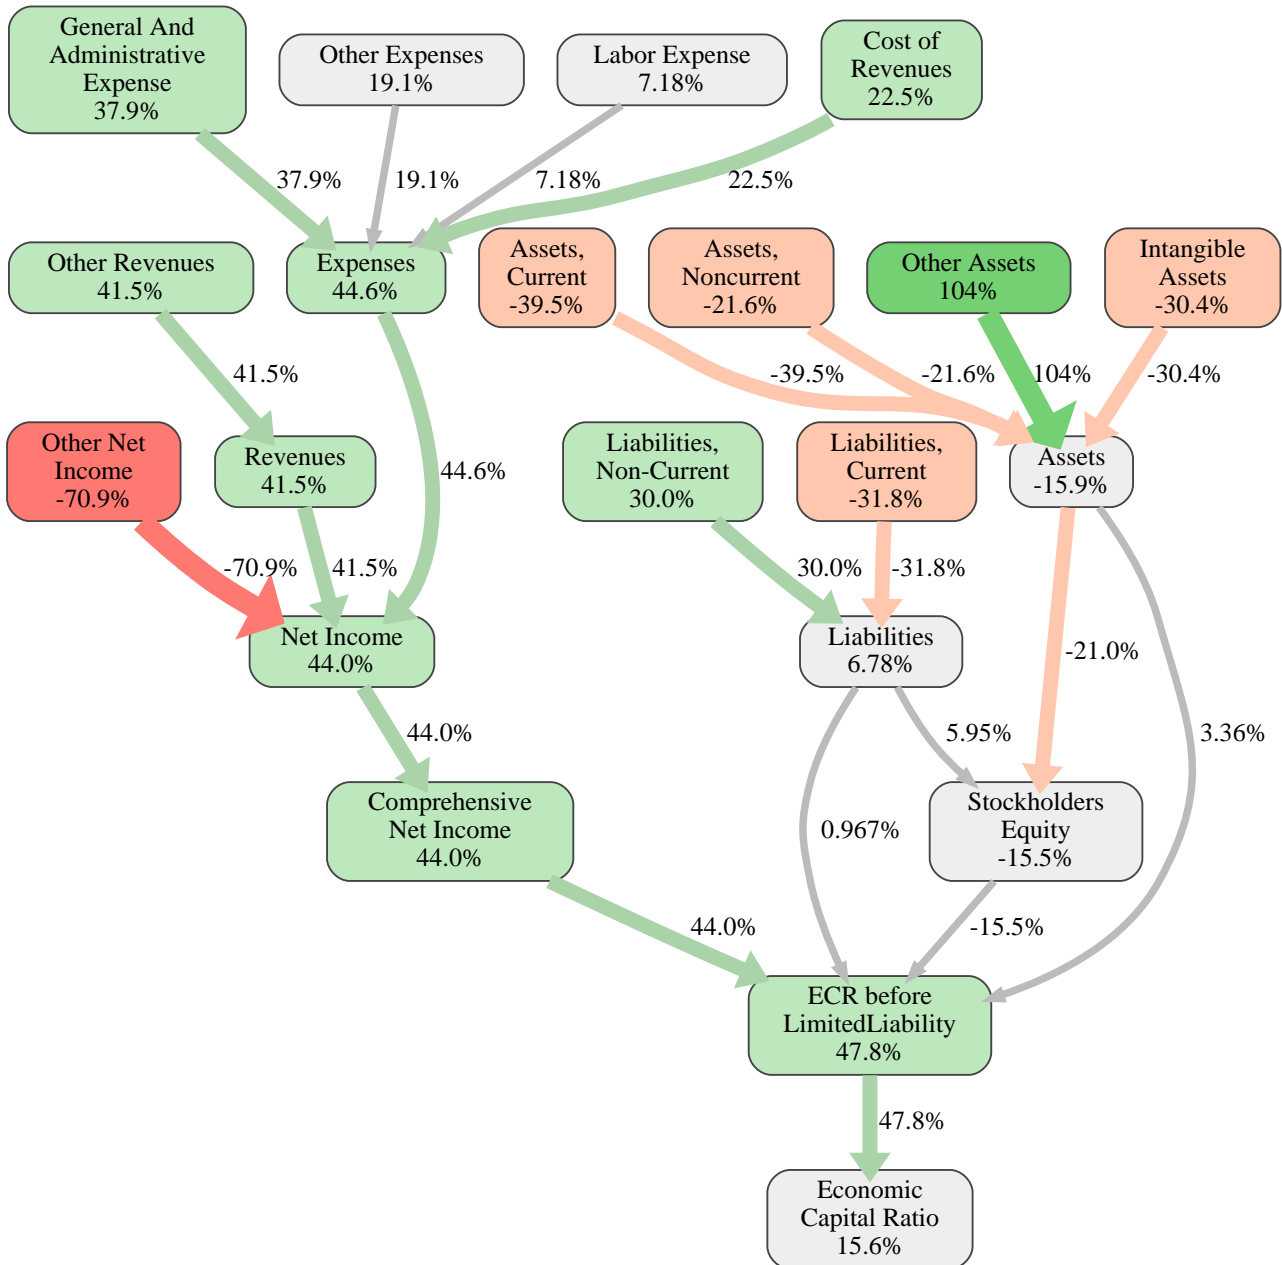 General And
Administrative
Expense
37.9%
Other Expenses
19.1%
Labor Expense
7.18%
Cost of
Revenues
22.5%
37.9%
19.1%
7.18%
22.5%
Other Revenues
41.5%
Expenses
44.6%
Assets,
Current
-39.5%
Assets,
Noncurrent
-21.6%
Other Assets
104%
Intangible
Assets
-30.4%
41.5%
-39.5%
-21.6%
104%
-30.4%
Other Net
Income
-70.9%
Revenues
41.5%
44.6%
Liabilities,
Non-Current
30.0%
Liabilities,
Current
-31.8%
Assets
-15.9%
-70.9%
41.5%
30.0%
-31.8%
Net Income
44.0%
Liabilities
6.78%
-21.0%
44.0%
5.95%
3.36%
Comprehensive
Net Income
44.0%
0.967%
Stockholders
Equity
-15.5%
44.0%
-15.5%
ECR before
LimitedLiability
47.8%
47.8%
Economic
Capital Ratio
15.6%